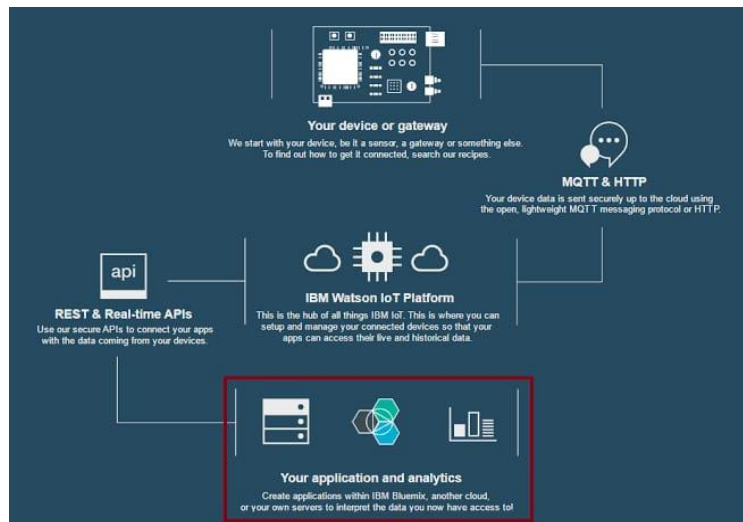 Your device or gateway
We start with your device, be it a sensor, a gateway or something else.
To find out how to get it connected, search our recipes.
MQTT & HTTP
Your device data is sent securely up to the cloud using
the open, lightweight MQTT messaging protocol or HTTP.
api
REST & Real-time APIs
Use our secure APIs to connect your apps
with the data coming from your devices.
IBM Watson IoT Platform
This is the hub of all things IBM IoT. This is where you can
setup and manage your connected devices so that your
apps can access their live and historical data.
Your application and analytics
Create applications within IBM Bluemix, another cloud,
or your own servers to interpret the data you now have access to!